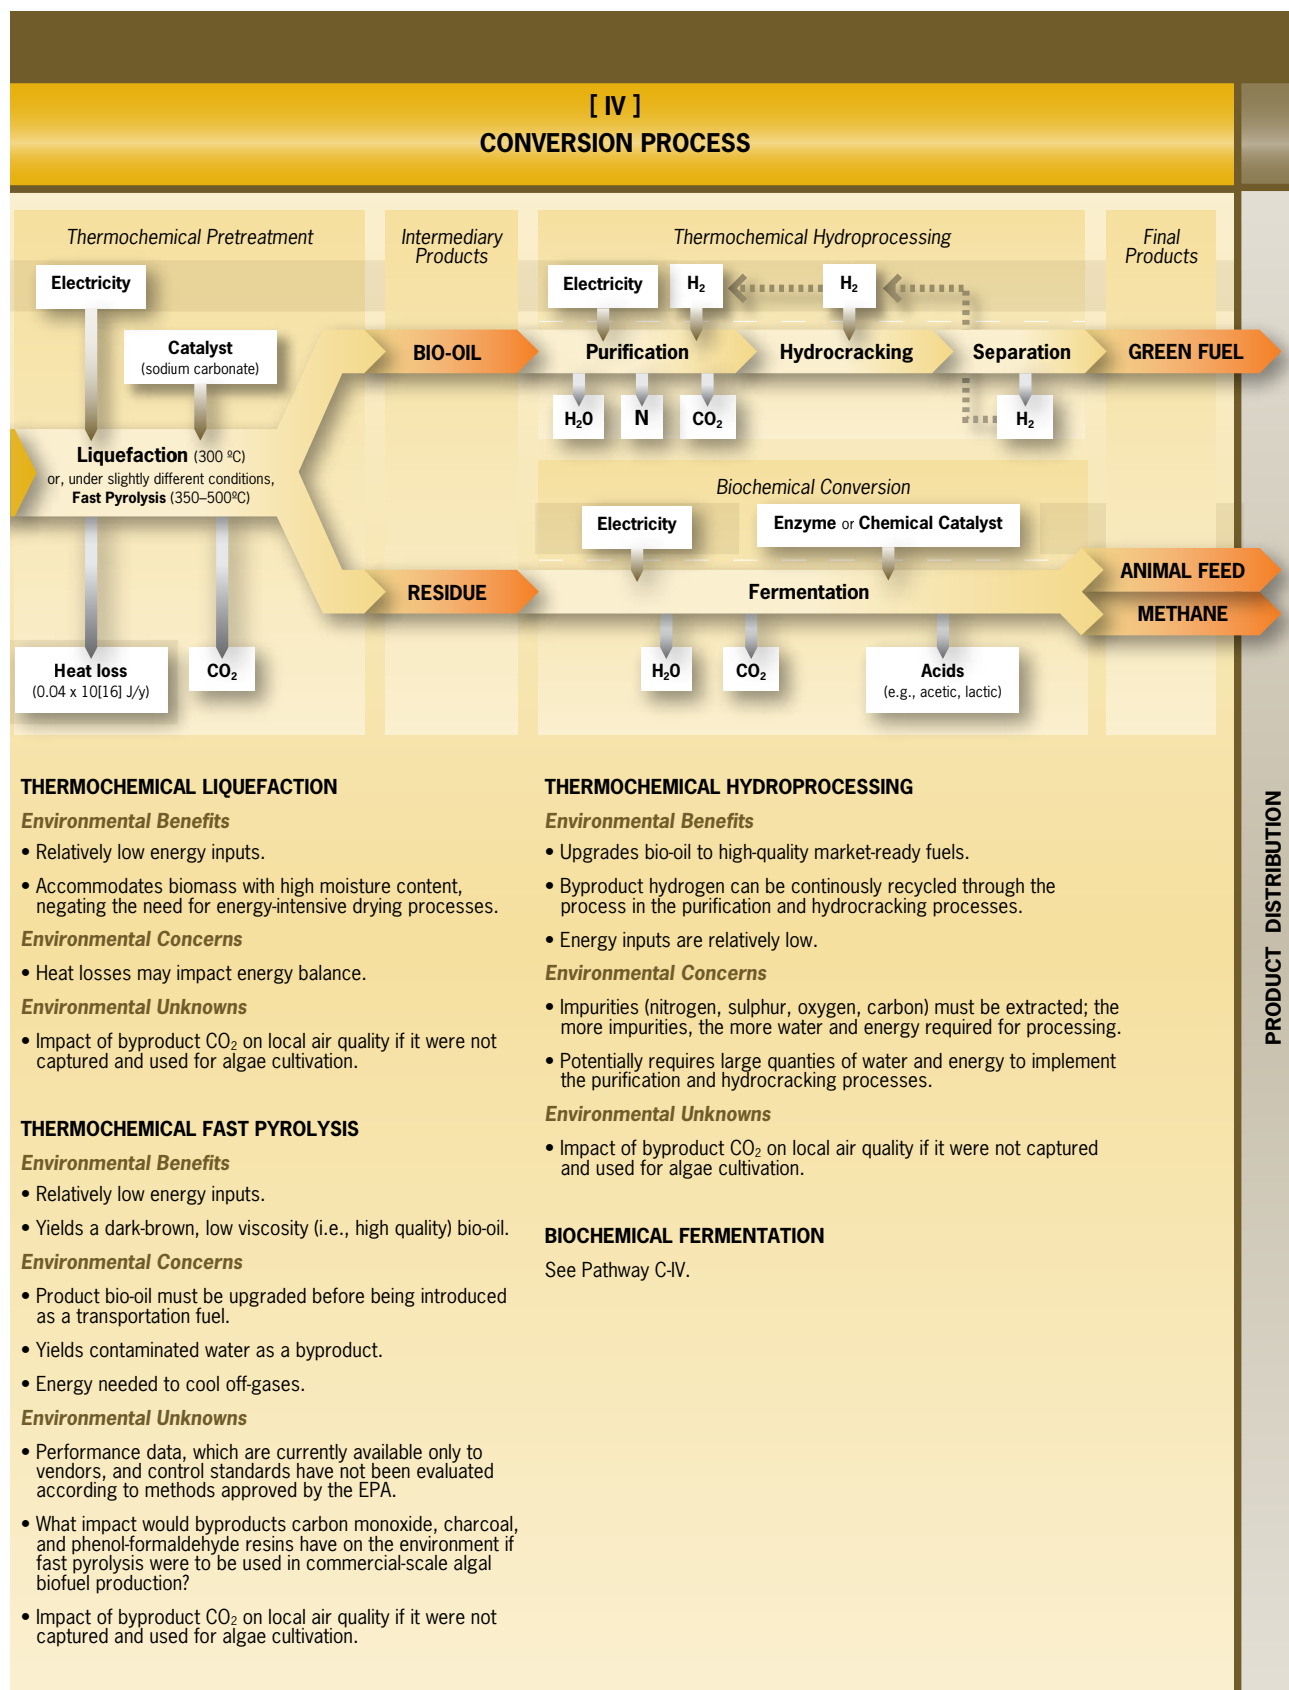 [ IV ]
CONVERSION PROCESS
Thermochemical Pretreatment
Intermediary
Products
Thermochemical Hydroprocessing
Final
Products
Electricity
Catalyst
(sodium carbonate)
Electricity
H₂
H₂
BIO-OIL
Purification
Hydrocracking
Separation
GREEN FUEL
H₂O
N
CO₂
H₂
Liquefaction (300 ºC)
or, under slightly different conditions,
Fast Pyrolysis (350–500ºC)
Biochemical Conversion
Electricity
Enzyme or Chemical Catalyst
RESIDUE
Fermentation
ANIMAL FEED
METHANE
Heat loss
(0.04 x 10[16] J/y)
CO₂
H₂O
CO₂
Acids
(e.g., acetic, lactic)
THERMOCHEMICAL LIQUEFACTION
Environmental Benefits
• Relatively low energy inputs.
• Accommodates biomass with high moisture content,
negating the need for energy-intensive drying processes.
Environmental Concerns
• Heat losses may impact energy balance.
Environmental Unknowns
• Impact of byproduct CO₂ on local air quality if it were not
captured and used for algae cultivation.
THERMOCHEMICAL FAST PYROLYSIS
Environmental Benefits
• Relatively low energy inputs.
• Yields a dark-brown, low viscosity (i.e., high quality) bio-oil.
Environmental Concerns
• Product bio-oil must be upgraded before being introduced
as a transportation fuel.
• Yields contaminated water as a byproduct.
• Energy needed to cool off-gases.
Environmental Unknowns
• Performance data, which are currently available only to
vendors, and control standards have not been evaluated
according to methods approved by the EPA.
• What impact would byproducts carbon monoxide, charcoal,
and phenol-formaldehyde resins have on the environment if
fast pyrolysis were to be used in commercial-scale algal
biofuel production?
• Impact of byproduct CO₂ on local air quality if it were not
captured and used for algae cultivation.
THERMOCHEMICAL HYDROPROCESSING
Environmental Benefits
• Upgrades bio-oil to high-quality market-ready fuels.
• Byproduct hydrogen can be continously recycled through the
process in the purification and hydrocracking processes.
• Energy inputs are relatively low.
Environmental Concerns
• Impurities (nitrogen, sulphur, oxygen, carbon) must be extracted; the
more impurities, the more water and energy required for processing.
• Potentially requires large quanties of water and energy to implement
the purification and hydrocracking processes.
Environmental Unknowns
• Impact of byproduct CO₂ on local air quality if it were not captured
and used for algae cultivation.
BIOCHEMICAL FERMENTATION
See Pathway C-IV.
PRODUCT DISTRIBUTION